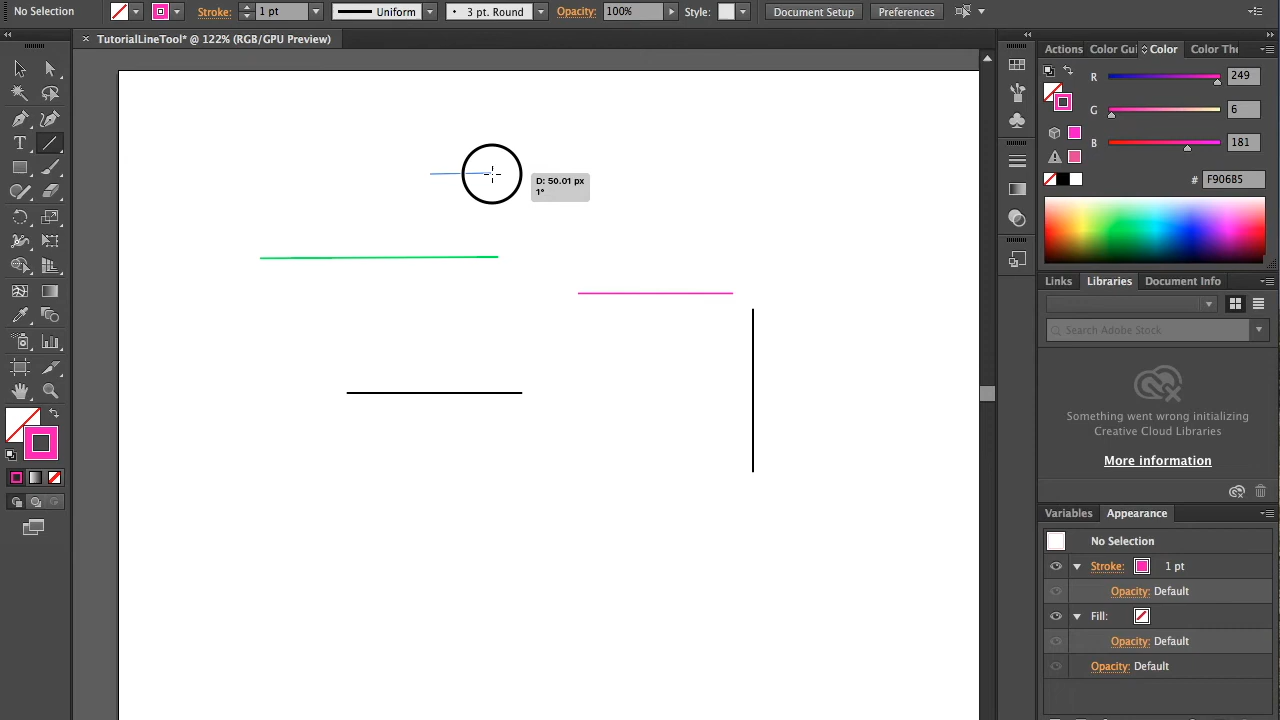 No Selection Stroke: 1 pt Uniform 3 pt. Round Opacity: 100% Style: Document Setup Preferences
× TutorialLineTool* @ 122% (RGB/GPU Preview)
Actions Color Gui Color Color The
R 249
G 6
B 181
# F90685
D: 50.01 px
1°
Links Libraries Document Info
Search Adobe Stock
Something went wrong initializing
Creative Cloud Libraries
More information
Variables Appearance
No Selection
Stroke: 1 pt
Opacity: Default
Fill:
Opacity: Default
Opacity: Default